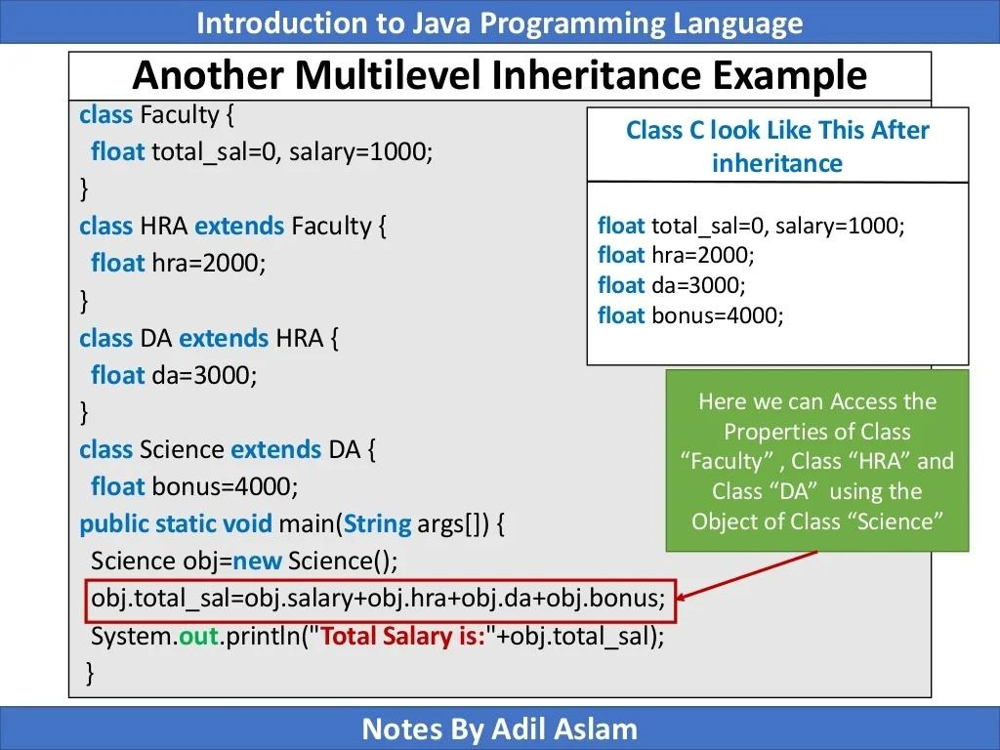 Introduction to Java Programming Language
Another Multilevel Inheritance Example
class Faculty {
float total_sal=0, salary=1000;
}
class HRA extends Faculty {
float hra=2000;
}
class DA extends HRA {
float da=3000;
}
class Science extends DA {
float bonus=4000;
public static void main(String args[]) {
Science obj=new Science();
obj.total_sal=obj.salary+obj.hra+obj.da+obj.bonus;
System.out.println("Total Salary is:"+obj.total_sal);
}
Class C look Like This After
inheritance
float total_sal=0, salary=1000;
float hra=2000;
float da=3000;
float bonus=4000;
Here we can Access the
Properties of Class
“Faculty” , Class “HRA” and
Class “DA” using the
Object of Class “Science”
Notes By Adil Aslam